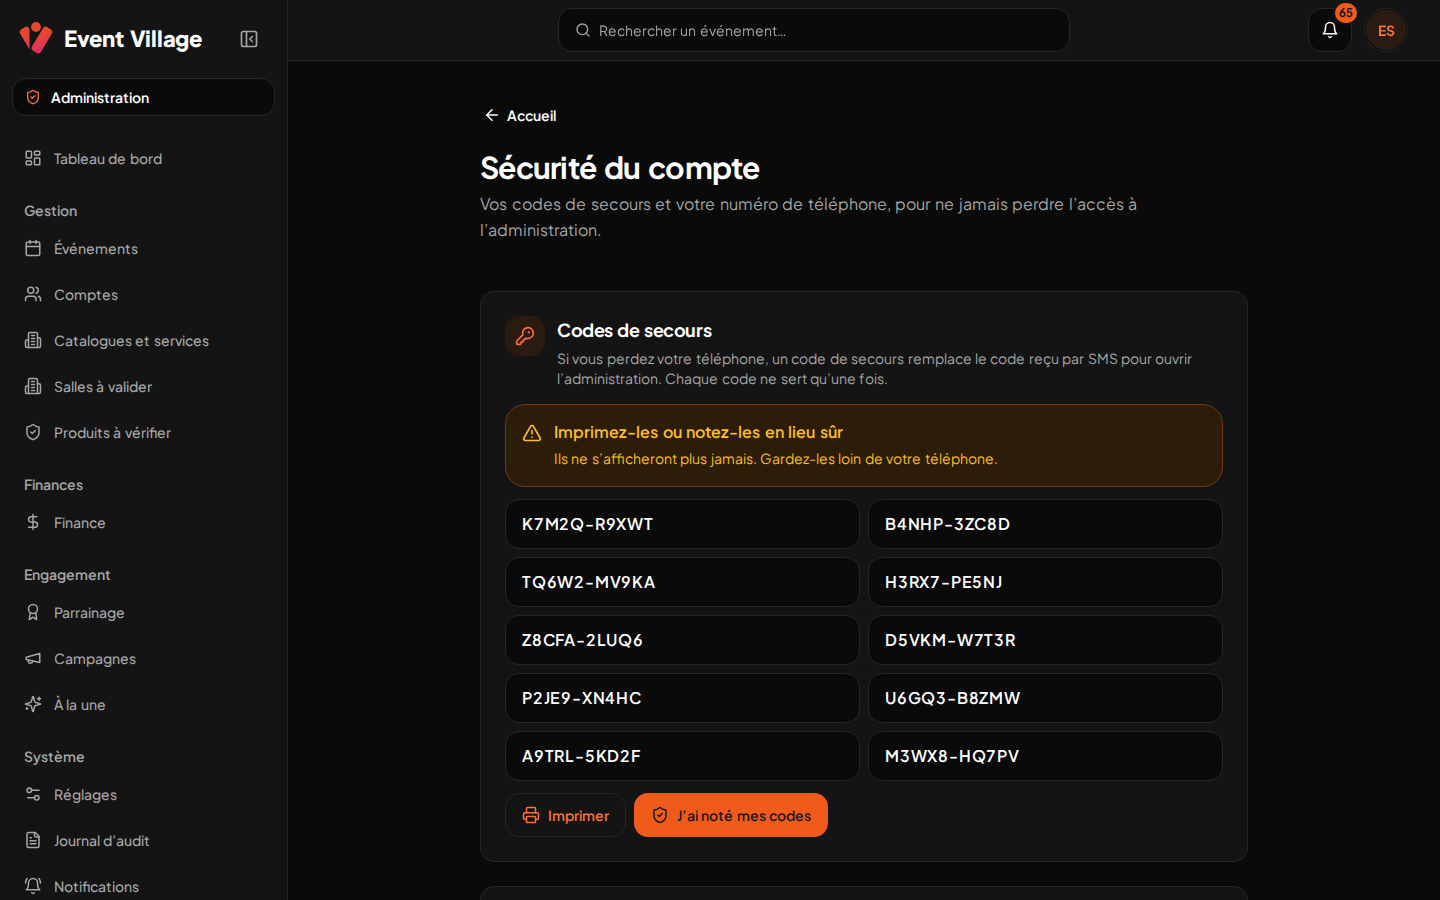 Event Village
Rechercher un événement...
65
ES
Administration
Tableau de bord
Gestion
Événements
Comptes
Catalogues et services
Salles à valider
Produits à vérifier
Finances
Finance
Engagement
Parrainage
Campagnes
À la une
Système
Réglages
Journal d'audit
Notifications
Accueil
Sécurité du compte
Vos codes de secours et votre numéro de téléphone, pour ne jamais perdre l'accès à
l'administration.
Codes de secours
Si vous perdez votre téléphone, un code de secours remplace le code reçu par SMS pour ouvrir
l'administration. Chaque code ne sert qu'une fois.
Imprimez-les ou notez-les en lieu sûr
Ils ne s'afficheront plus jamais. Gardez-les loin de votre téléphone.
K7M2Q-R9XWT
B4NHP-3ZC8D
TQ6W2-MV9KA
H3RX7-PE5NJ
Z8CFA-2LUQ6
D5VKM-W7T3R
P2JE9-XN4HC
U6GQ3-B8ZMW
A9TRL-5KD2F
M3WX8-HQ7PV
Imprimer
J'ai noté mes codes